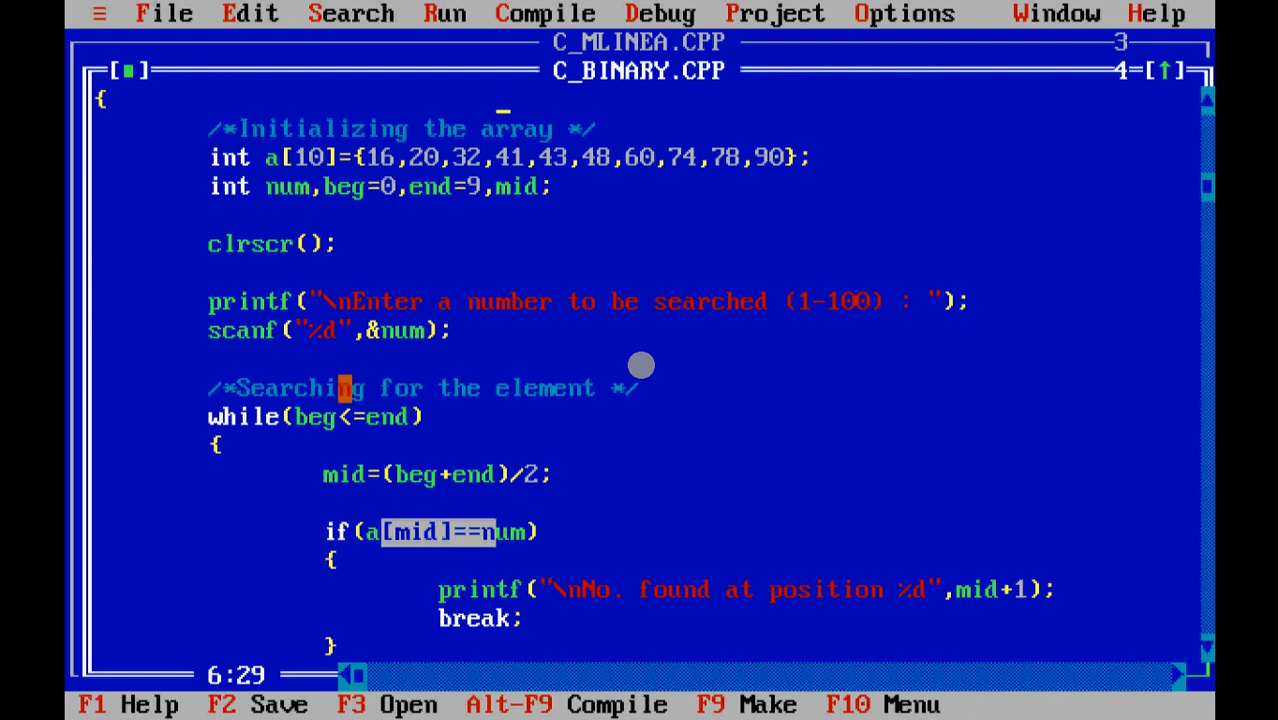 ≡ File Edit Search Run Compile Debug Project Options Window Help
C_MLINEA.CPP 3
[■] C_BINARY.CPP 4=[↑]
{
/*Initializing the array */
int a[10]={16,20,32,41,43,48,60,74,78,90};
int num,beg=0,end=9,mid;
clrscr();
printf("\nEnter a number to be searched (1-100) : ");
scanf("%d",&num);
/*Searching for the element */
while(beg<=end)
{
mid=(beg+end)/2;
if(a[mid]==num)
{
printf("\nNo. found at position %d",mid+1);
break;
}
6:29
F1 Help F2 Save F3 Open Alt-F9 Compile F9 Make F10 Menu